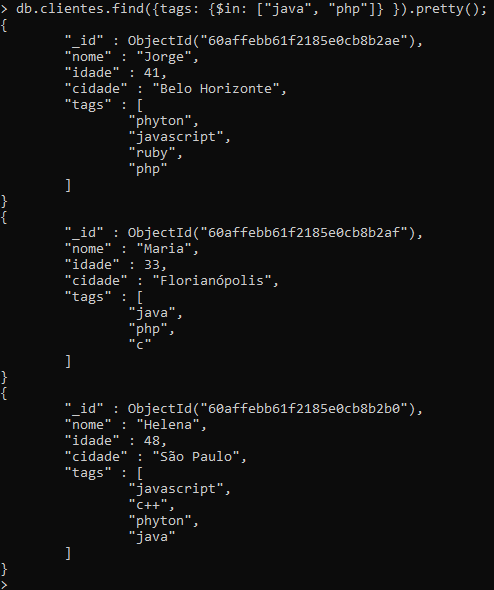 > db.clientes.find({tags: {$in: ["java", "php"]} }).pretty();
{
"_id" : ObjectId("60affebb61f2185e0cb8b2ae"),
"nome" : "Jorge",
"idade" : 41,
"cidade" : "Belo Horizonte",
"tags" : [
"phyton",
"javascript",
"ruby",
"php"
]
}
{
"_id" : ObjectId("60affebb61f2185e0cb8b2af"),
"nome" : "Maria",
"idade" : 33,
"cidade" : "Florianópolis",
"tags" : [
"java",
"php",
"c"
]
}
{
"_id" : ObjectId("60affebb61f2185e0cb8b2b0"),
"nome" : "Helena",
"idade" : 48,
"cidade" : "São Paulo",
"tags" : [
"javascript",
"c++",
"phyton",
"java"
]
}
>